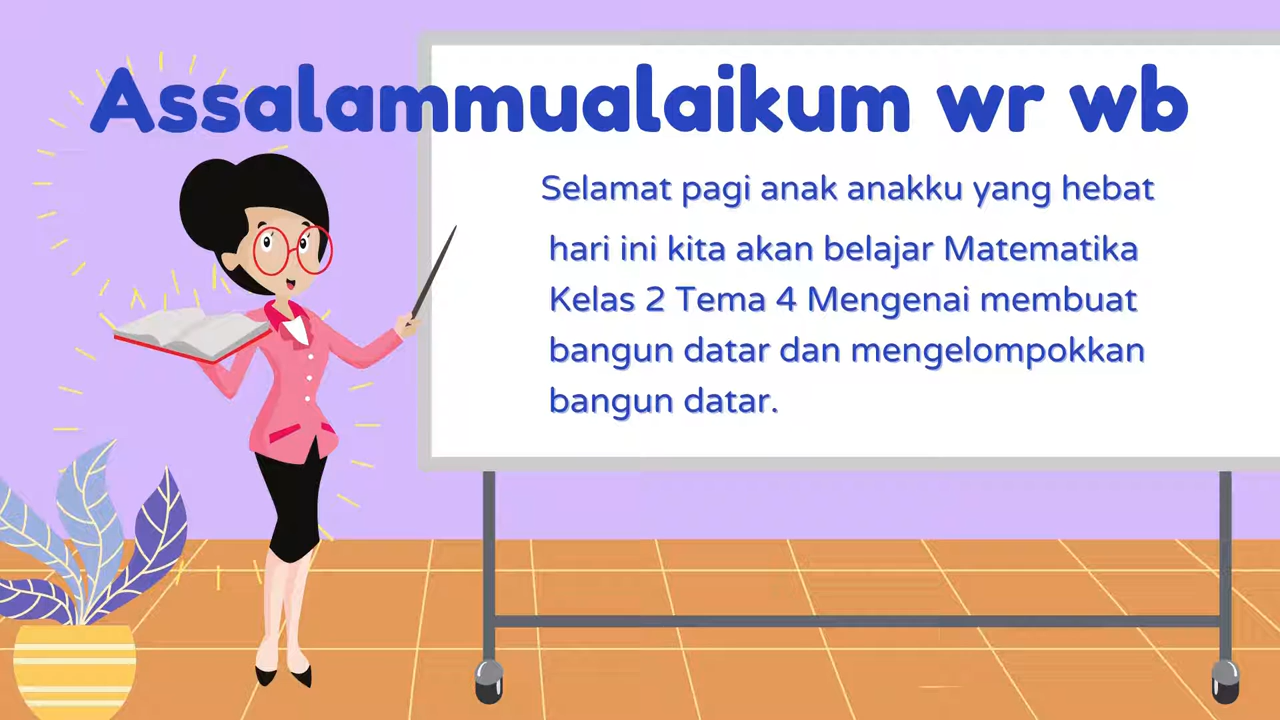 Assalammualaikum wr wb
Selamat pagi anak anakku yang hebat
hari ini kita akan belajar Matematika
Kelas 2 Tema 4 Mengenai membuat
bangun datar dan mengelompokkan
bangun datar.